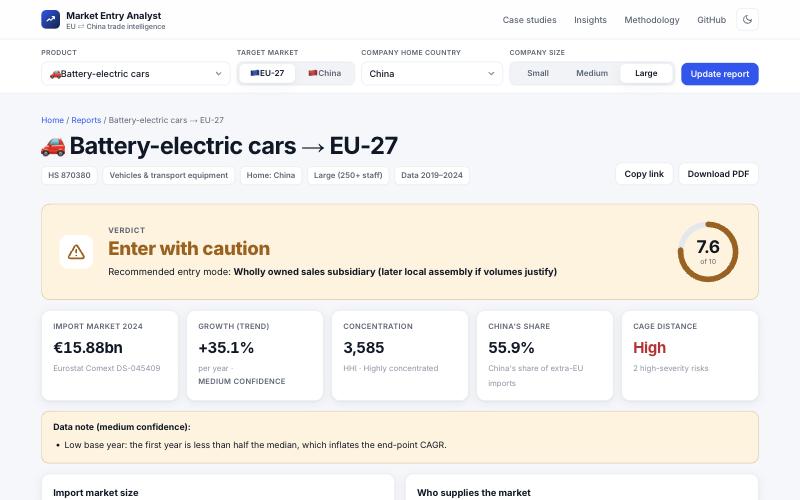 Market Entry Analyst
EU ⇌ China trade intelligence
Case studies
Insights
Methodology
GitHub
PRODUCT
TARGET MARKET
COMPANY HOME COUNTRY
COMPANY SIZE
Battery-electric cars
EU-27
China
China
Small
Medium
Large
Update report
Home / Reports / Battery-electric cars → EU-27
Battery-electric cars → EU-27
HS 870380
Vehicles & transport equipment
Home: China
Large (250+ staff)
Data 2019–2024
Copy link
Download PDF
VERDICT
Enter with caution
Recommended entry mode: Wholly owned sales subsidiary (later local assembly if volumes justify)
7.6
of 10
IMPORT MARKET 2024
€15.88bn
Eurostat Comext DS-045409
GROWTH (TREND)
+35.1%
per year ·
MEDIUM CONFIDENCE
CONCENTRATION
3,585
HHI · Highly concentrated
CHINA'S SHARE
55.9%
China's share of extra-EU
imports
CAGE DISTANCE
High
2 high-severity risks
Data note (medium confidence):
• Low base year: the first year is less than half the median, which inflates the end-point CAGR.
Import market size
Who supplies the market